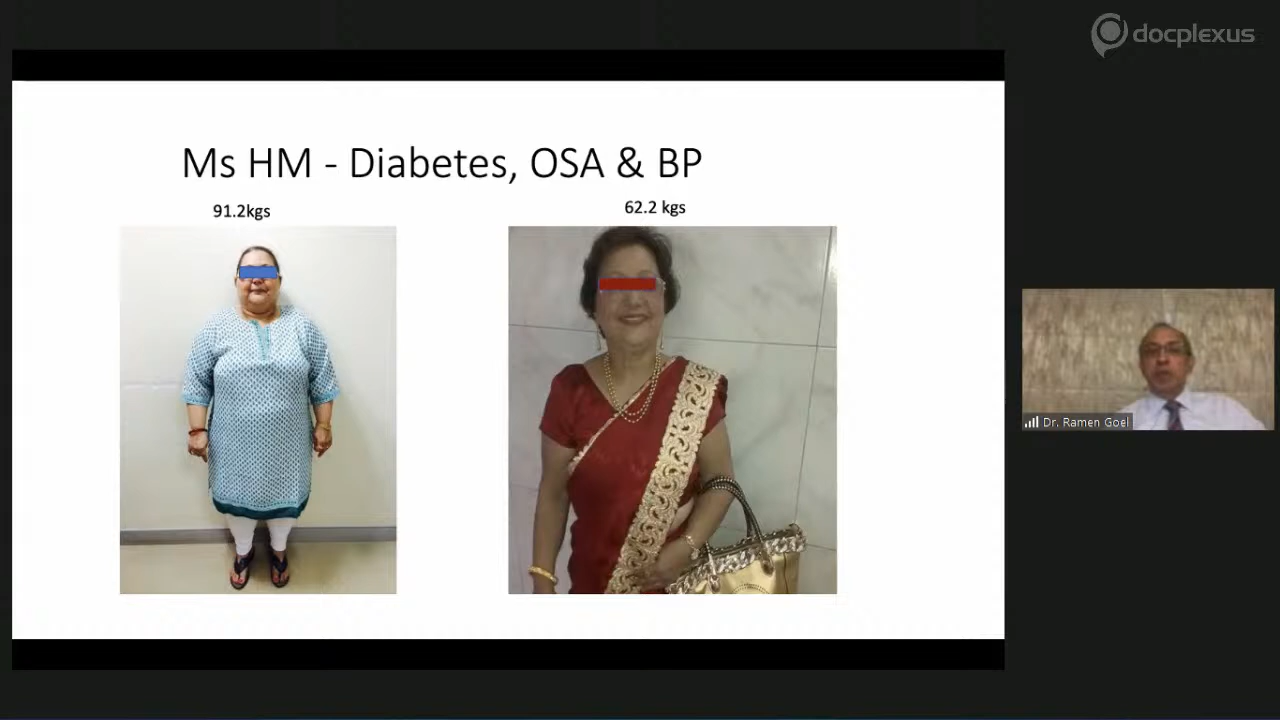 docplexus
Ms HM - Diabetes, OSA & BP
91.2kgs
62.2 kgs
Dr. Ramen Goel